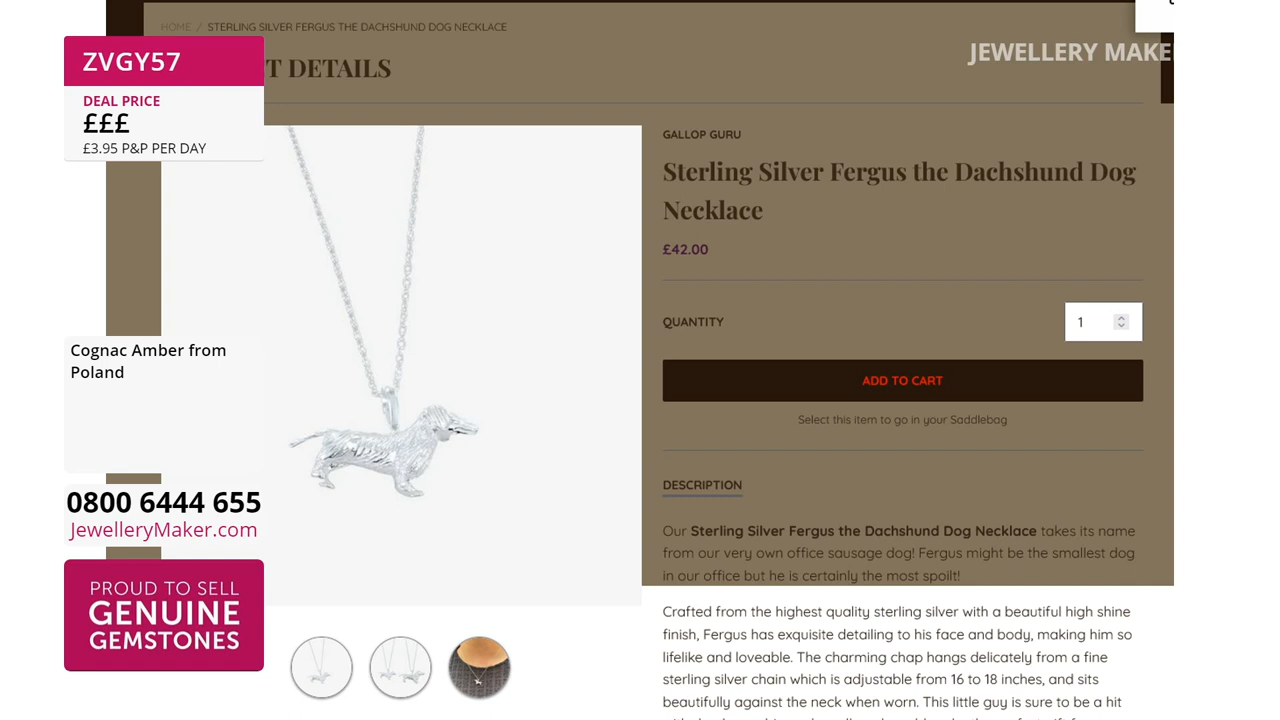 HOME / STERLING SILVER FERGUS THE DACHSHUND DOG NECKLACE
T DETAILS
JEWELLERY MAKE
ZVGY57
DEAL PRICE
£££
£3.95 P&P PER DAY
Cognac Amber from
Poland
0800 6444 655
JewelleryMaker.com
PROUD TO SELL
GENUINE
GEMSTONES
GALLOP GURU
Sterling Silver Fergus the Dachshund Dog
Necklace
£42.00
QUANTITY
1
ADD TO CART
Select this item to go in your Saddlebag
DESCRIPTION
Our Sterling Silver Fergus the Dachshund Dog Necklace takes its name
from our very own office sausage dog! Fergus might be the smallest dog
in our office but he is certainly the most spoilt!
Crafted from the highest quality sterling silver with a beautiful high shine
finish, Fergus has exquisite detailing to his face and body, making him so
lifelike and loveable. The charming chap hangs delicately from a fine
sterling silver chain which is adjustable from 16 to 18 inches, and sits
beautifully against the neck when worn. This little guy is sure to be a hit